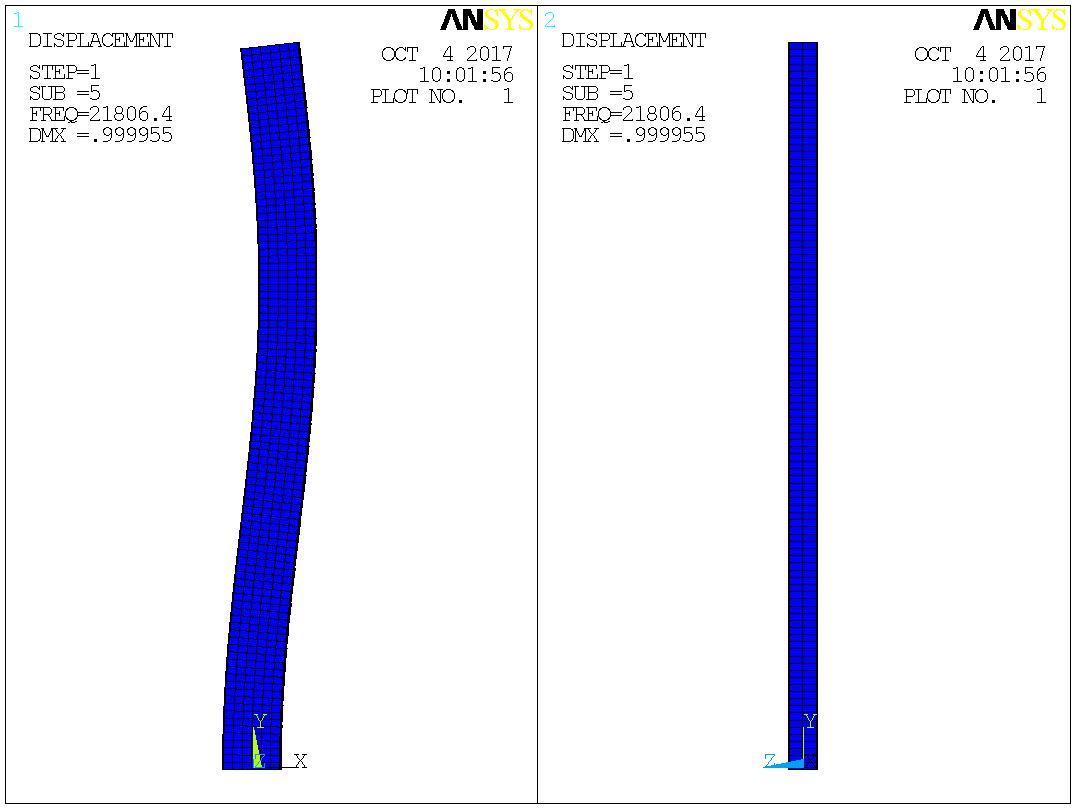 1
ANSYS
DISPLACEMENT
OCT 4 2017
STEP=1
10:01:56
SUB =5
PLOT NO. 1
FREQ=21806.4
DMX =.999955
Y
Z
X
2
ANSYS
DISPLACEMENT
OCT 4 2017
STEP=1
10:01:56
SUB =5
PLOT NO. 1
FREQ=21806.4
DMX =.999955
Y
Z